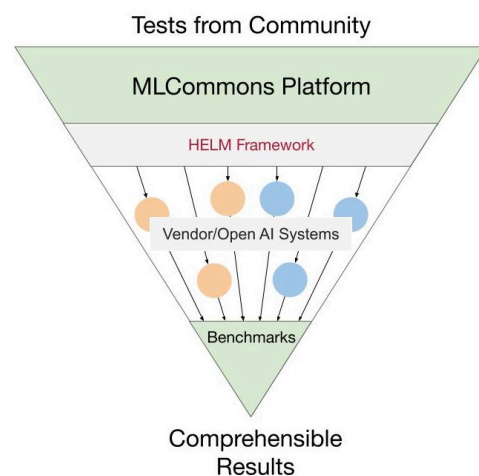 Tests from Community
MLCommons Platform
HELM Framework
Vendor/Open AI Systems
Benchmarks
Comprehensible
Results